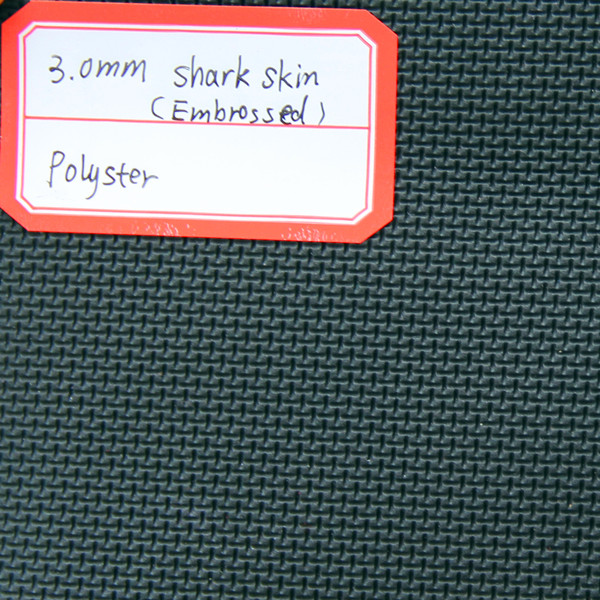 3.0mm shark skin
(Embrossed)
Polyster